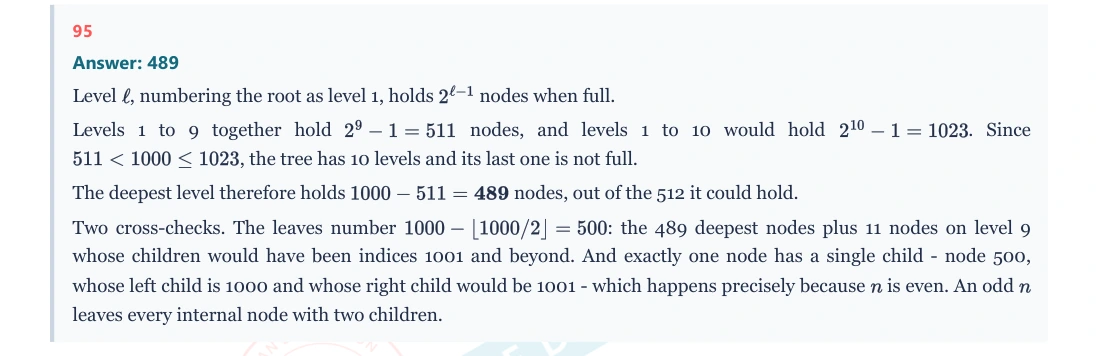 95
Answer: 489
Level ℓ, numbering the root as level 1, holds 2^{ℓ−1} nodes when full.
Levels 1 to 9 together hold 2^9 − 1 = 511 nodes, and levels 1 to 10 would hold 2^{10} − 1 = 1023. Since
511 < 1000 ≤ 1023, the tree has 10 levels and its last one is not full.
The deepest level therefore holds 1000 − 511 = 489 nodes, out of the 512 it could hold.
Two cross-checks. The leaves number 1000 − ⌊1000/2⌋ = 500: the 489 deepest nodes plus 11 nodes on level 9
whose children would have been indices 1001 and beyond. And exactly one node has a single child - node 500,
whose left child is 1000 and whose right child would be 1001 - which happens precisely because n is even. An odd n
leaves every internal node with two children.